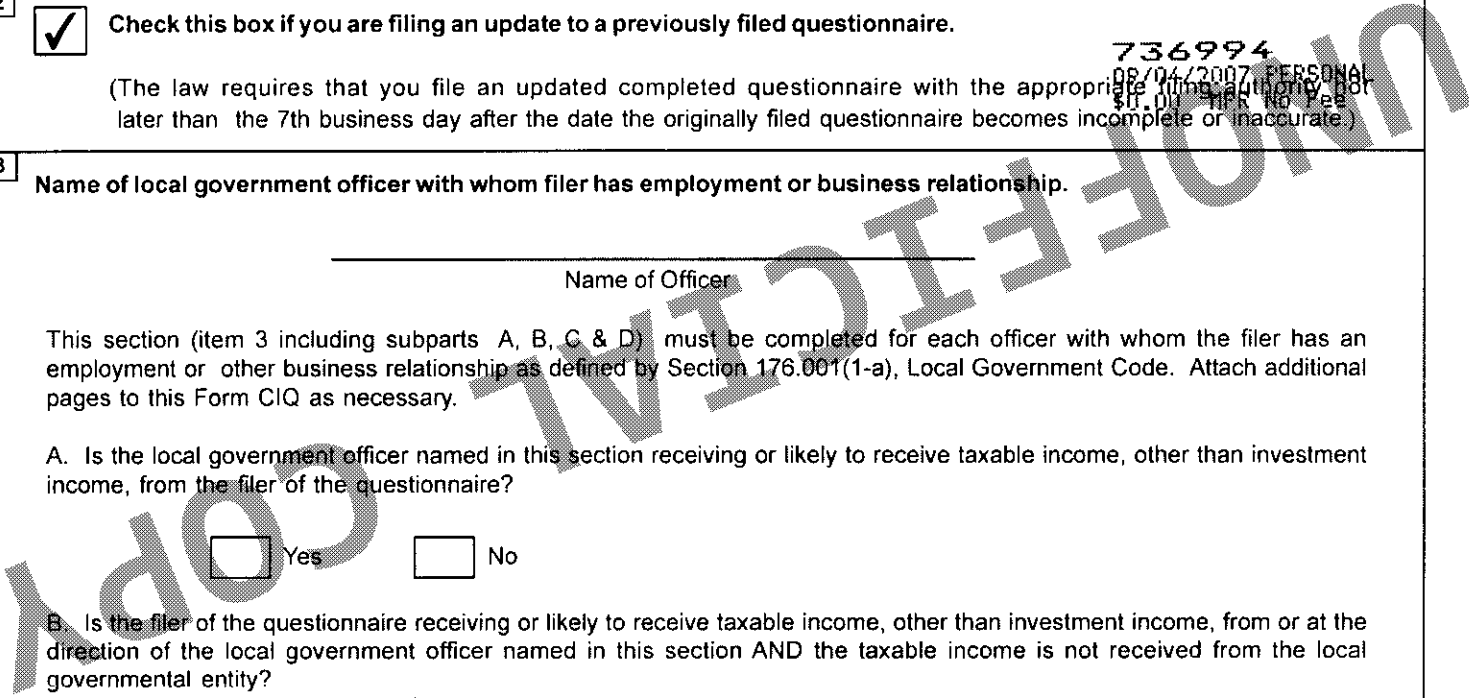 ✓ Check this box if you are filing an update to a previously filed questionnaire.
736994
PERSONAL
(The law requires that you file an updated completed questionnaire with the appropriate filing authority not
$0.00 No Fee
later than the 7th business day after the date the originally filed questionnaire becomes incomplete or inaccurate.)
3
Name of local government officer with whom filer has employment or business relationship.
Name of Officer
This section (item 3 including subparts A, B, C & D) must be completed for each officer with whom the filer has an
employment or other business relationship as defined by Section 176.001(1-a), Local Government Code. Attach additional
pages to this Form CIQ as necessary.
A. Is the local government officer named in this section receiving or likely to receive taxable income, other than investment
income, from the filer of the questionnaire?
Yes No
B. Is the filer of the questionnaire receiving or likely to receive taxable income, other than investment income, from or at the
direction of the local government officer named in this section AND the taxable income is not received from the local
governmental entity?
UNOFFICIAL COPY